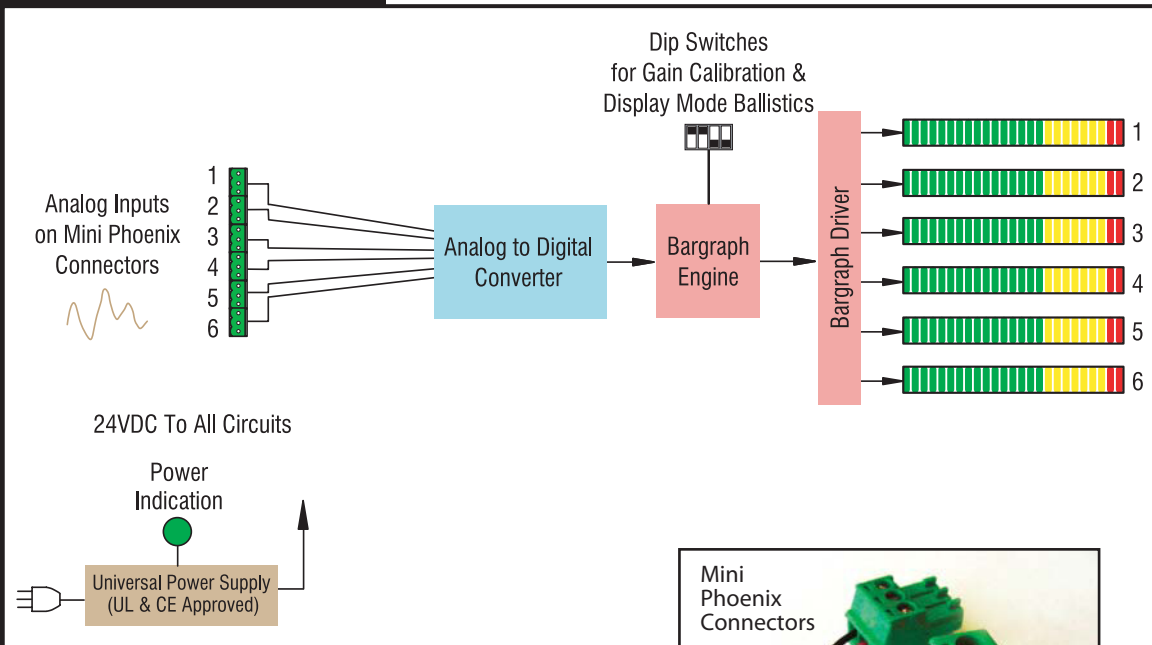 Dip Switches
for Gain Calibration &
Display Mode Ballistics
Analog Inputs
on Mini Phoenix
Connectors
1
2
3
4
5
6
Analog to Digital
Converter
Bargraph
Engine
Bargraph Driver
1
2
3
4
5
6
24VDC To All Circuits
Power
Indication
Universal Power Supply
(UL & CE Approved)
Mini
Phoenix
Connectors